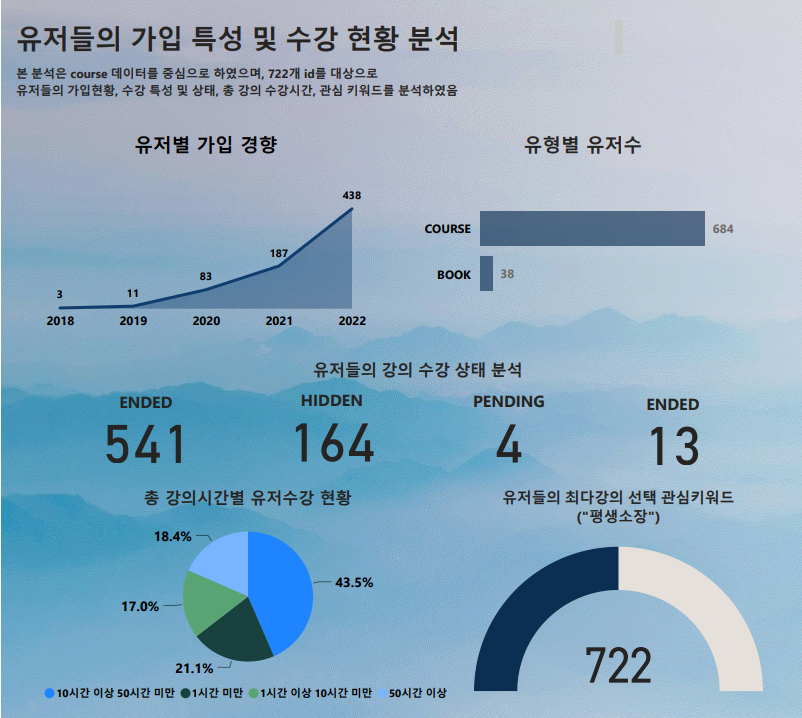 유저들의 가입 특성 및 수강 현황 분석
본 분석은 course 데이터를 중심으로 하였으며, 722개 id를 대상으로
유저들의 가입현황, 수강 특성 및 상태, 총 강의 수강시간, 관심 키워드를 분석하였음
유저별 가입 경향
438
187
83
11
3
2018 2019 2020 2021 2022
유형별 유저수
COURSE 684
BOOK 38
유저들의 강의 수강 상태 분석
ENDED HIDDEN PENDING ENDED
541 164 4 13
총 강의시간별 유저수강 현황
18.4%
43.5%
17.0%
21.1%
10시간 이상 50시간 미만 1시간 미만 1시간 이상 10시간 미만 50시간 이상
유저들의 최다강의 선택 관심키워드
("평생소장")
722